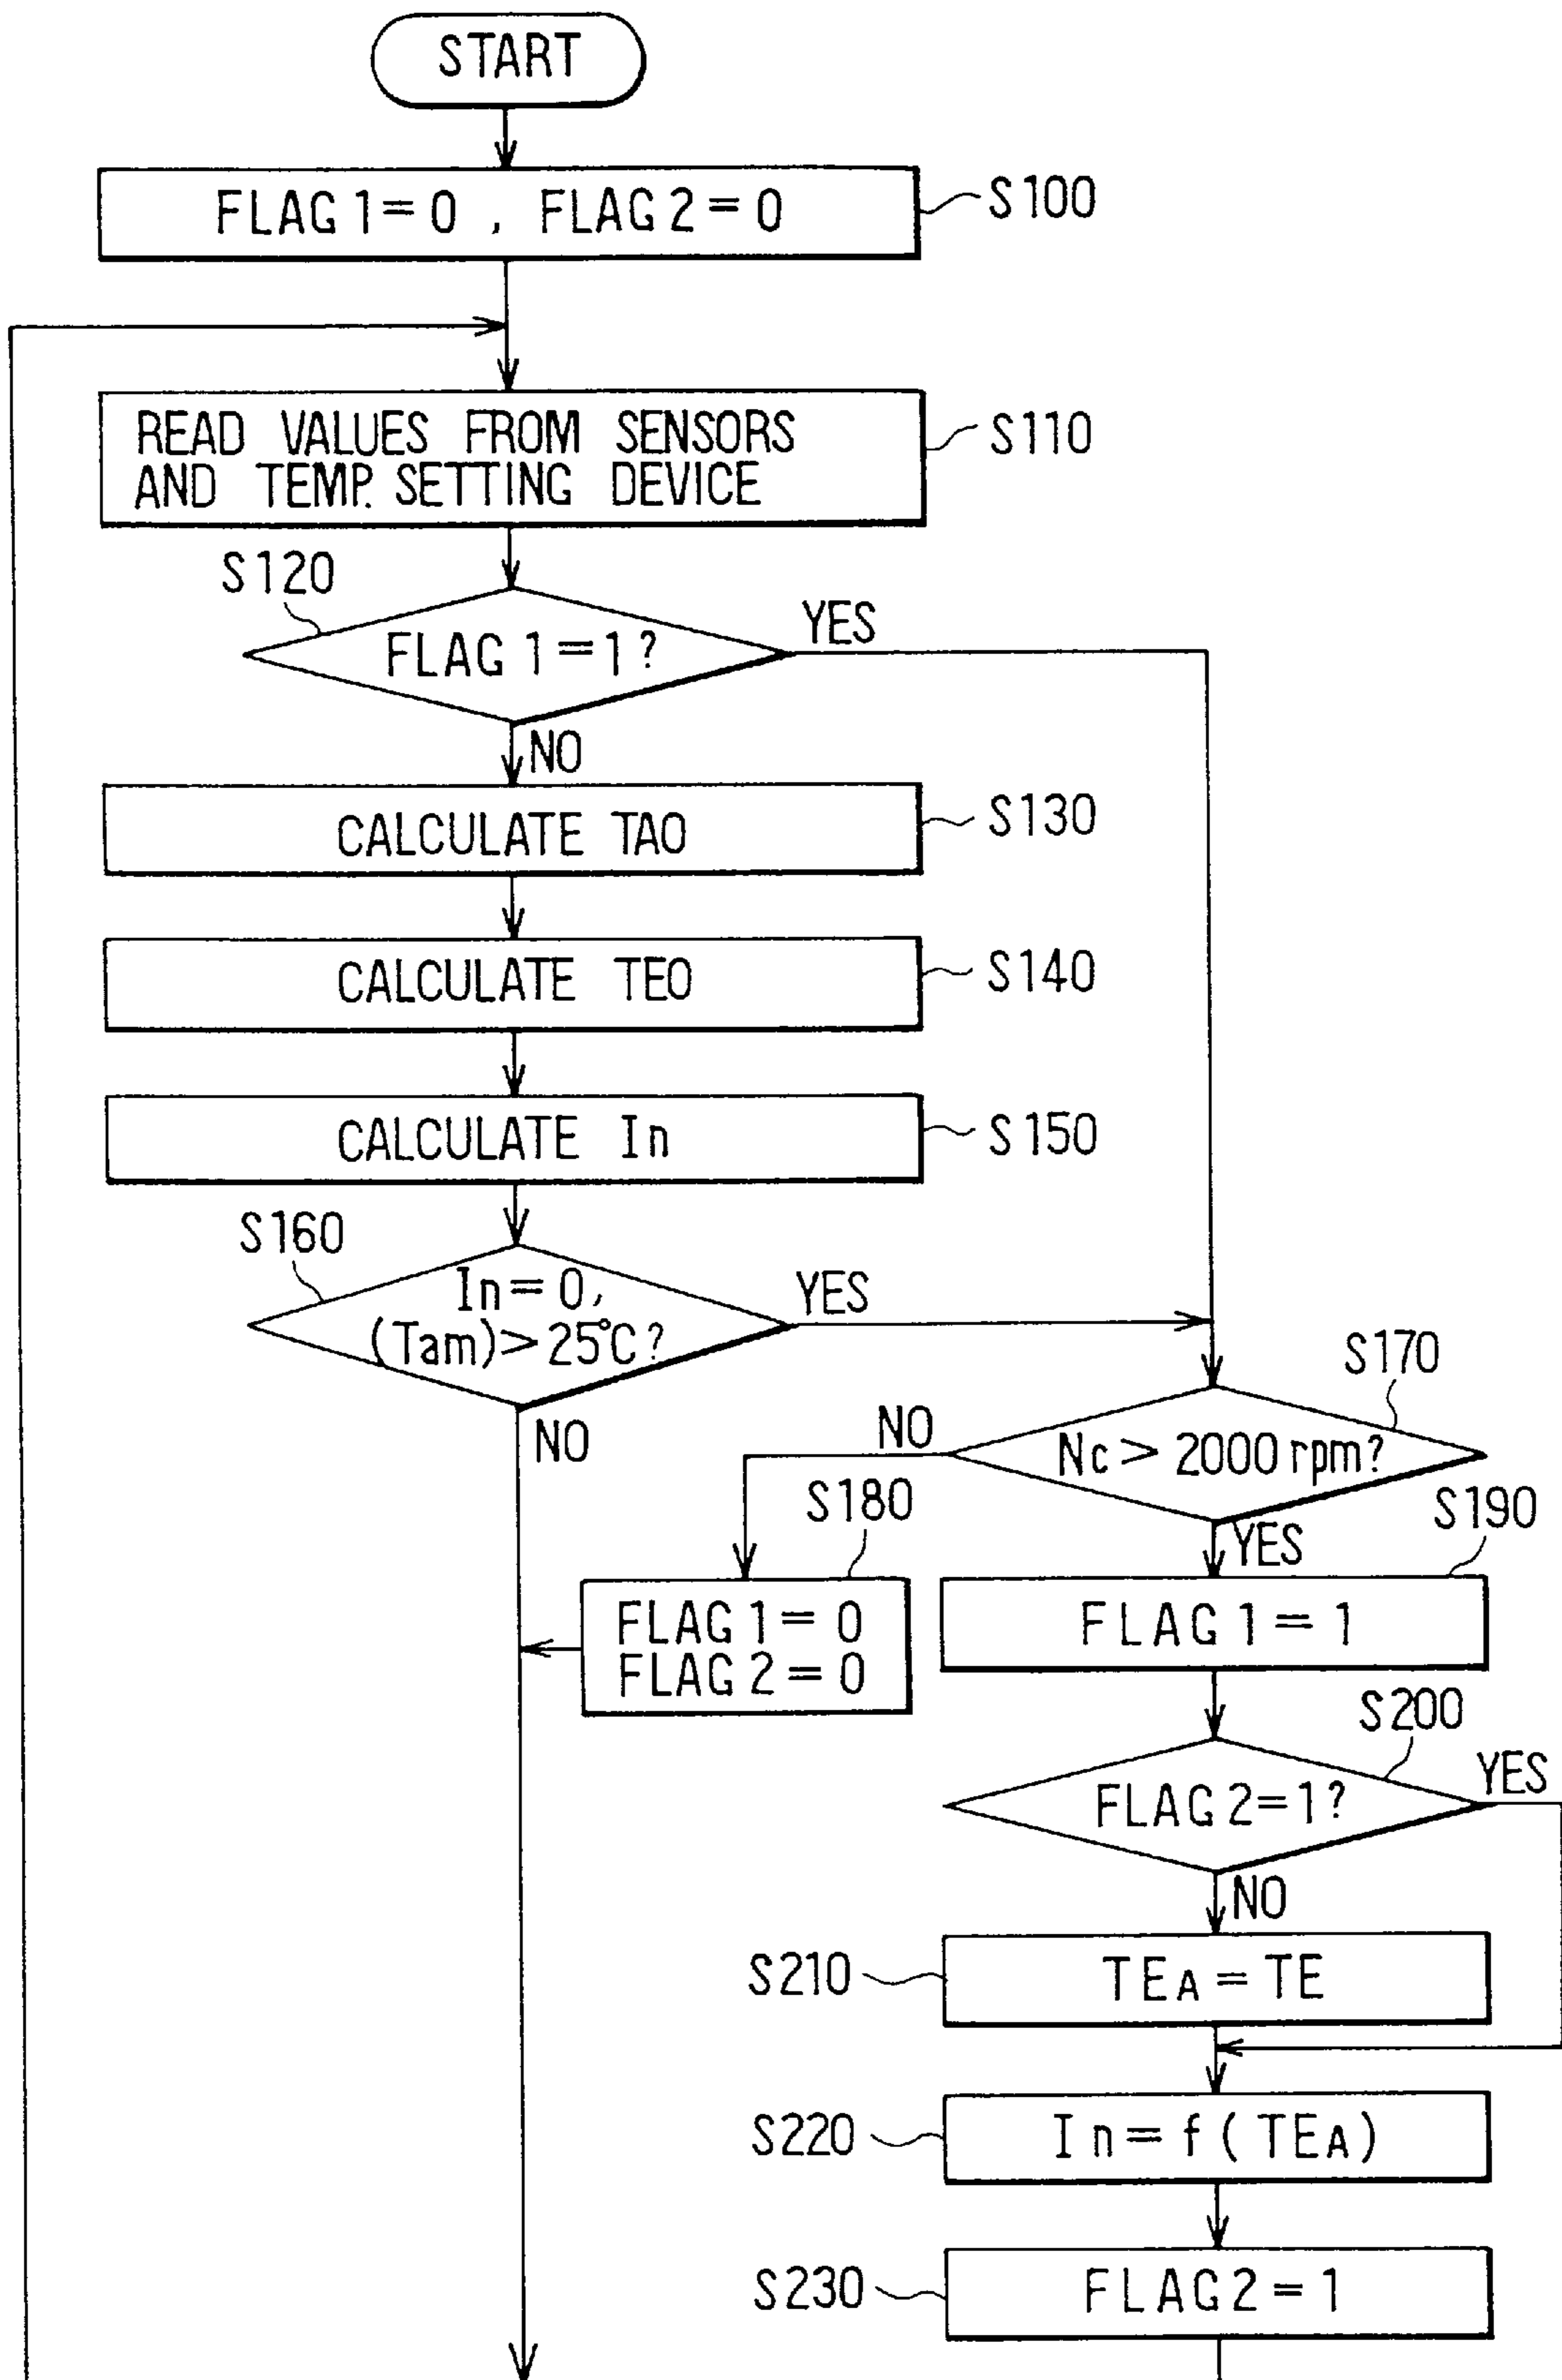 START
FLAG 1 = 0 , FLAG 2 = 0
S100
READ VALUES FROM SENSORS
AND TEMP. SETTING DEVICE
S110
S120
FLAG 1 = 1 ?
YES
NO
CALCULATE TAO
S130
CALCULATE TEO
S140
CALCULATE In
S150
S160
In = 0,
(Tam) > 25°C ?
YES
NO
S170
Nc > 2000 rpm ?
NO
YES
S180
FLAG 1 = 0
FLAG 2 = 0
S190
FLAG 1 = 1
S200
FLAG 2 = 1 ?
YES
NO
S210
TEA = TE
S220
In = f ( TEA )
S230
FLAG 2 = 1